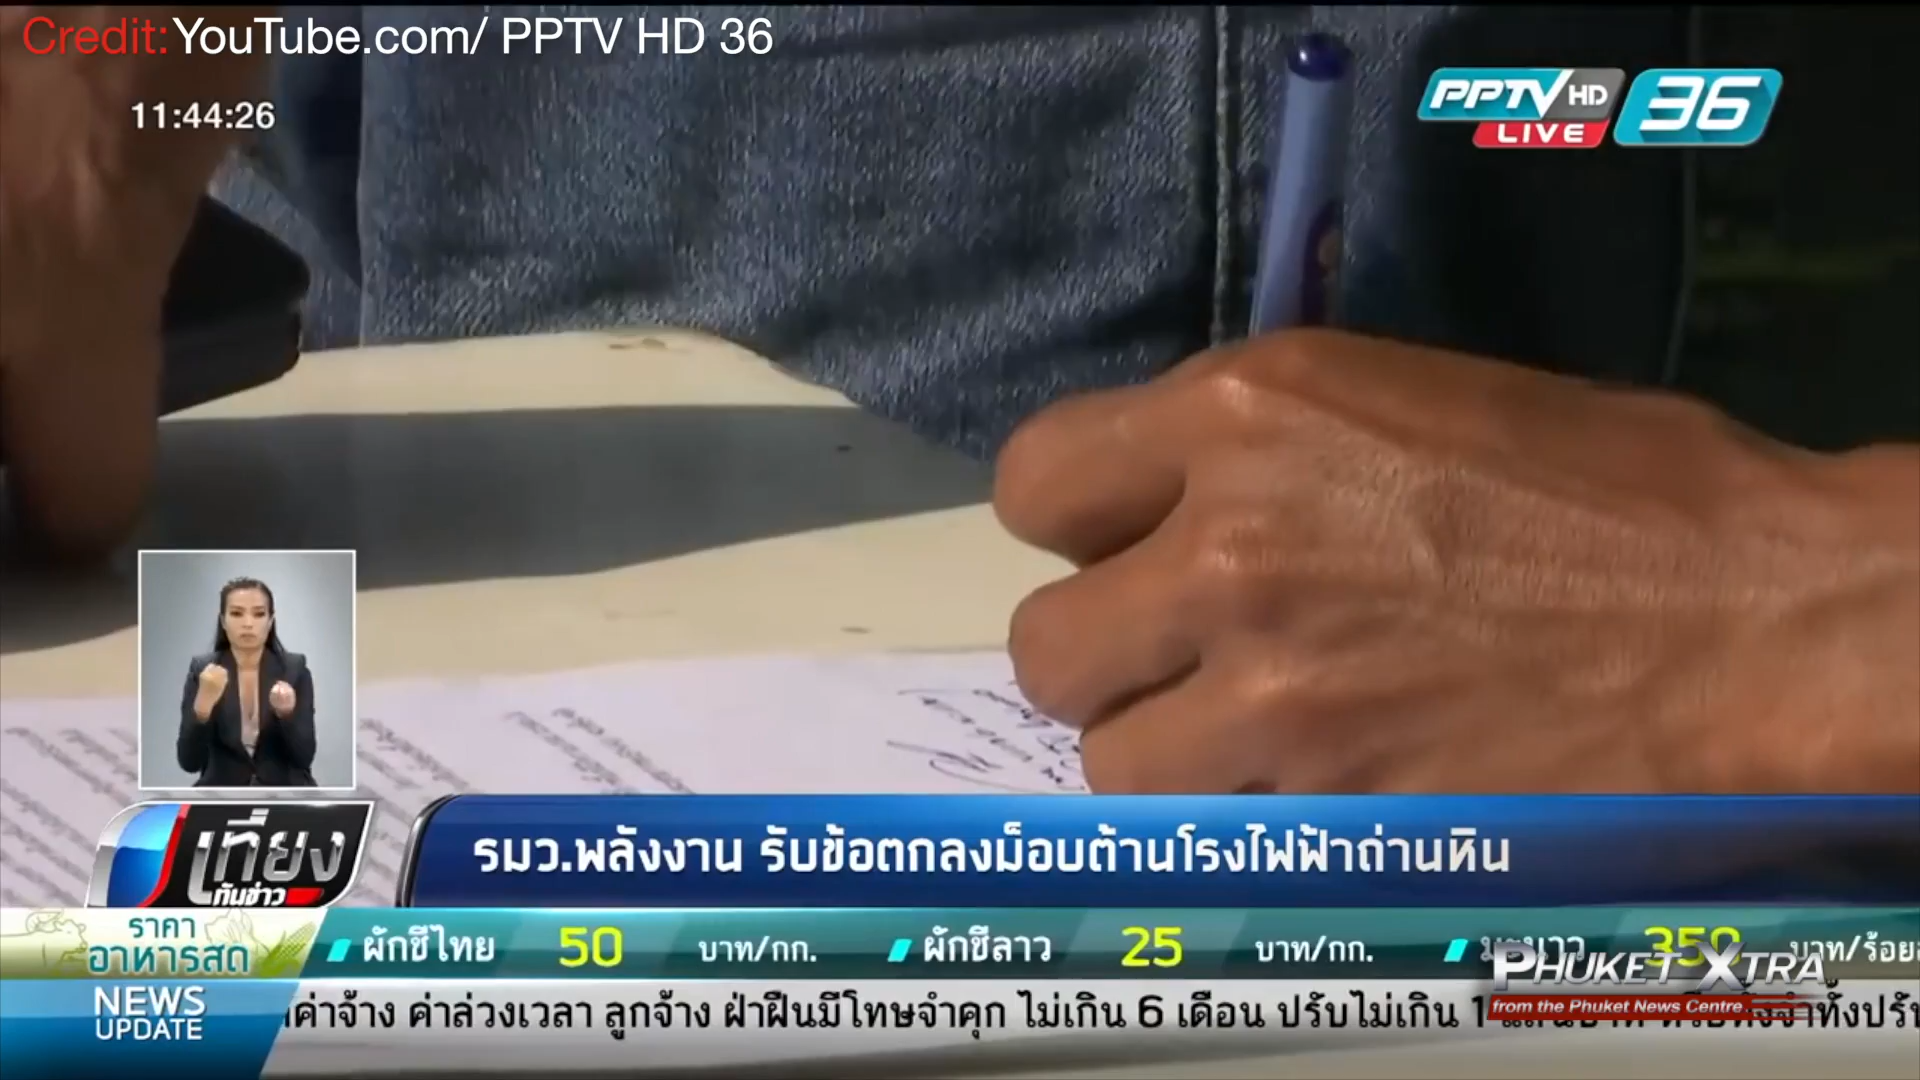 Credit: YouTube.com/ PPTV HD 36
11:44:26
PPTV HD 36
LIVE
เที่ยง
ทันข่าว
รมว.พลังงาน รับข้อตกลงม็อบต้านโรงไฟฟ้าถ่านหิน
ราคา
อาหารสด
ผักชีไทย 50 บาท/กก. ผักชีลาว 25 บาท/กก. มะนาว 350 บาท/ร้อย
PHUKET XTRA
from the Phuket News Centre
NEWS
UPDATE
ค่าจ้าง ค่าล่วงเวลา ลูกจ้าง ฝ่าฝืนมีโทษจำคุก ไม่เกิน 6 เดือน ปรับไม่เกิน 1